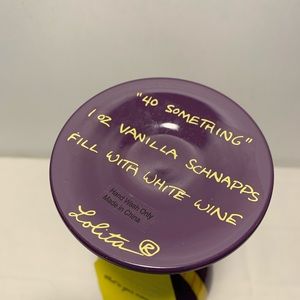 "40 SOMETHING"
1 OZ VANILLA SCHNAPPS
FILL WITH WHITE WINE
Hand Wash Only
Made in China
Lolita ®